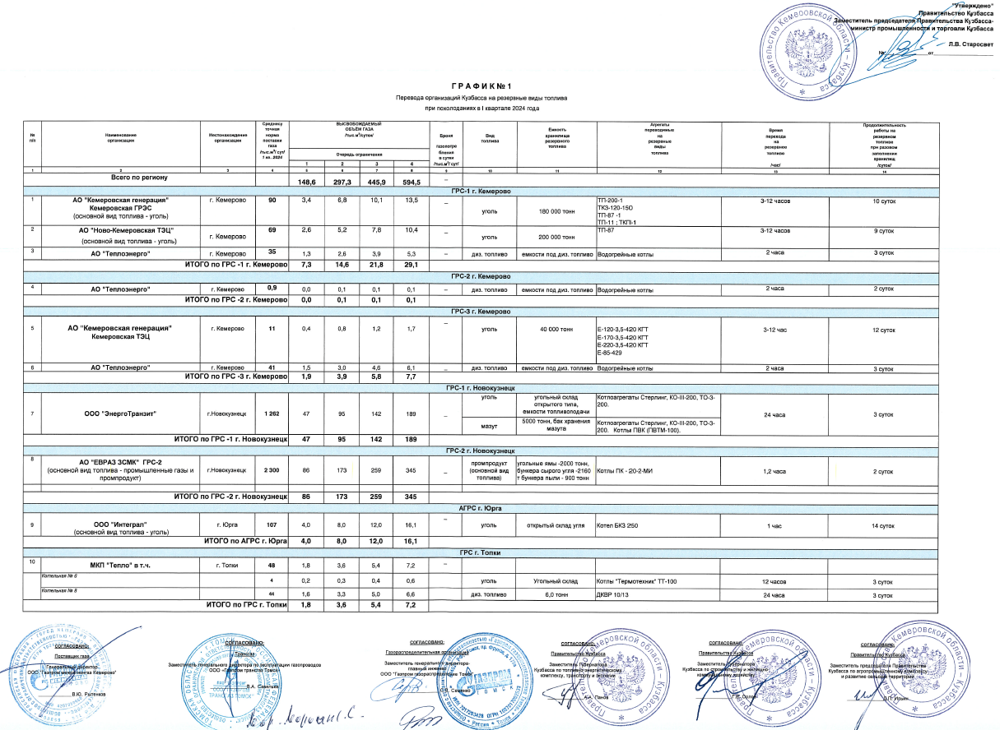 "Утверждено"
Правительство Кузбасса
Заместитель председателя Правительства Кузбасса-
министр промышленности и торговли Кузбасса
Л.В. Старосвет
№ от
Правительство Кемеровской области – Кузбасса
Г Р А Ф И К № 1
Перевода организаций Кузбасса на резервные виды топлива
при похолоданиях в I квартале 2024 года
№ п/п | Наименование организации | Местонахождение организации | Среднесуточная норма поставки газа /тыс.м³/ сут/ 1 кв. 2024 | ВЫСВОБОЖДАЕМЫЙ ОБЪЁМ ГАЗА /тыс.м³/сутки/ | Броня газопотребления в сутки /тыс.м³/ сут/ | Вид топлива | Емкость хранилища резервного топлива | Агрегаты переводимые на резервные виды топлива | Время перехода на резервное топливо /час/ | Продолжительность работы на резервном топливе при разовом заполнении хранилищ /суток/
Очередь ограничения
1 2 3 4
1 2 3 4 5 6 7 8 9 10 11 12 13 14
Всего по региону 148,6 297,3 445,9 594,5 –
ГРС-1 г. Кемерово
1 АО "Кемеровская генерация" г. Кемерово 90 3,4 6,8 10,1 13,5 – уголь 180 000 тонн ТП-200-1 3-12 часов 10 суток
Кемеровская ГРЭС ТКЗ-120-15О
(основной вид топлива - уголь) ТП-87 -1
ТП-11 ; ТКП-1
2 АО "Ново-Кемеровская ТЭЦ" г. Кемерово 69 2,6 5,2 7,8 10,4 – уголь 200 000 тонн ТП-87 3-12 часов 9 суток
(основной вид топлива - уголь)
3 АО "Теплоэнерго" г. Кемерово 35 1,3 2,6 3,9 5,3 – диз. топливо емкости под диз. топливо Водогрейные котлы 2 часа 3 суток
ИТОГО по ГРС -1 г. Кемерово 7,3 14,6 21,8 29,1
ГРС-2 г. Кемерово
4 АО "Теплоэнерго" г. Кемерово 0,9 0,0 0,1 0,1 0,1 – диз. топливо емкости под диз. топливо Водогрейные котлы 2 часа 2 суток
ИТОГО по ГРС -2 г. Кемерово 0,0 0,1 0,1 0,1
ГРС-3 г. Кемерово
5 АО "Кемеровская генерация" г. Кемерово 11 0,4 0,8 1,2 1,7 – уголь 40 000 тонн Е-120-3,5-420 КГТ 3-12 час 12 суток
Кемеровская ТЭЦ Е-170-3,5-420 КГТ
Е-220-3,5-420 КГТ
Е-85-429
6 АО "Теплоэнерго" г. Кемерово 41 1,5 3,0 4,6 6,1 – диз. топливо емкости под диз. топливо Водогрейные котлы 2 часа 3 суток
ИТОГО по ГРС -3 г. Кемерово 1,9 3,9 5,8 7,7
ГРС-1 г. Новокузнецк
7 ООО "ЭнергоТранзит" г.Новокузнецк 1 262 47 95 142 189 – уголь угольный склад открытого типа, емкости топливоподачи Котлоагрегаты Стерлинг, КО-III-200, ТО-3-200. 24 часа 3 суток
мазут 5000 тонн, бак хранения мазута Котлоагрегаты Стерлинг, КО-III-200, ТО-3-200. Котлы ПВК (ПВТМ-100).
ИТОГО по ГРС -1 г. Новокузнецк 47 95 142 189
ГРС-2 г. Новокузнецк
8 АО "ЕВРАЗ ЗСМК" ГРС-2 г.Новокузнецк 2 300 86 173 259 345 – промпродукт (основной вид топлива) угольные ямы -2000 тонн, бункера сырого угля -2160 т бункера пыли - 900 тонн Котлы ПК - 20-2-МИ 1,2 часа 2 суток
(основной вид топлива - промышленные газы и промпродукт)
ИТОГО по ГРС -2 г. Новокузнецк 86 173 259 345
АГРС г. Юрга
9 ООО "Интеграл" г. Юрга 107 4,0 8,0 12,0 16,1 – уголь открытый склад угля Котел БКЗ 250 1 час 14 суток
(основной вид топлива - уголь)
ИТОГО по АГРС г. Юрга 4,0 8,0 12,0 16,1
ГРС г. Топки
10 МКП "Тепло" в т.ч. г. Топки 48 1,8 3,6 5,4 7,2 –
Котельная № 6 4 0,2 0,3 0,4 0,6 уголь Угольный склад Котлы "Термотехник" ТТ-100 12 часов 3 суток
Котельная № 8 44 1,6 3,3 5,0 6,6 диз. топливо 6,0 тонн ДКВР 10/13 24 часа 3 суток
ИТОГО по ГРС г. Топки 1,8 3,6 5,4 7,2
СОГЛАСОВАНО:
Поставщик газа
Генеральный директор
ООО "Газпром межрегионгаз Кемерово"
В.Ю. Рытенков
СОГЛАСОВАНО:
Трансгаз
Заместитель генерального директора по эксплуатации газопроводов
ООО «Газпром трансгаз Томск»
В.А. Савельев
СОГЛАСОВАНО:
Газораспределительная организация
Заместитель генерального директора-
главный инженер
ООО "Газпром газораспределение Томск"
ГАЗПРОМ
ТОМСК
СОГЛАСОВАНО:
Правительство Кузбасса
Заместитель Губернатора
Кузбасса по топливно-энергетическому
комплексу, транспорту и экологии
А.А. Панов
СОГЛАСОВАНО:
Правительство Кузбасса
Заместитель Губернатора
Кузбасса по строительству и жилищно-
коммунальному хозяйству
СОГЛАСОВАНО:
Правительство Кузбасса
Заместитель председателя Правительства
Кузбасса по агропромышленному комплексу
и развитию сельских территорий
Д.П. Ирьин